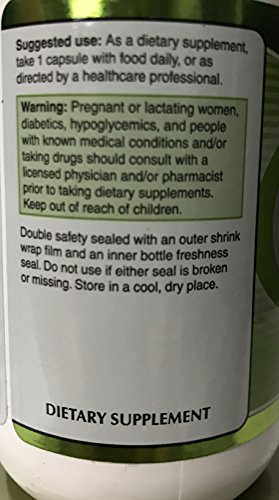 Suggested use: As a dietary supplement,
take 1 capsule with food daily, or as
directed by a healthcare professional.
Warning: Pregnant or lactating women,
diabetics, hypoglycemics, and people
with known medical conditions and/or
taking drugs should consult with a
licensed physician and/or pharmacist
prior to taking dietary supplements.
Keep out of reach of children.
Double safety sealed with an outer shrink
wrap film and an inner bottle freshness
seal. Do not use if either seal is broken
or missing. Store in a cool, dry place.
DIETARY SUPPLEMENT